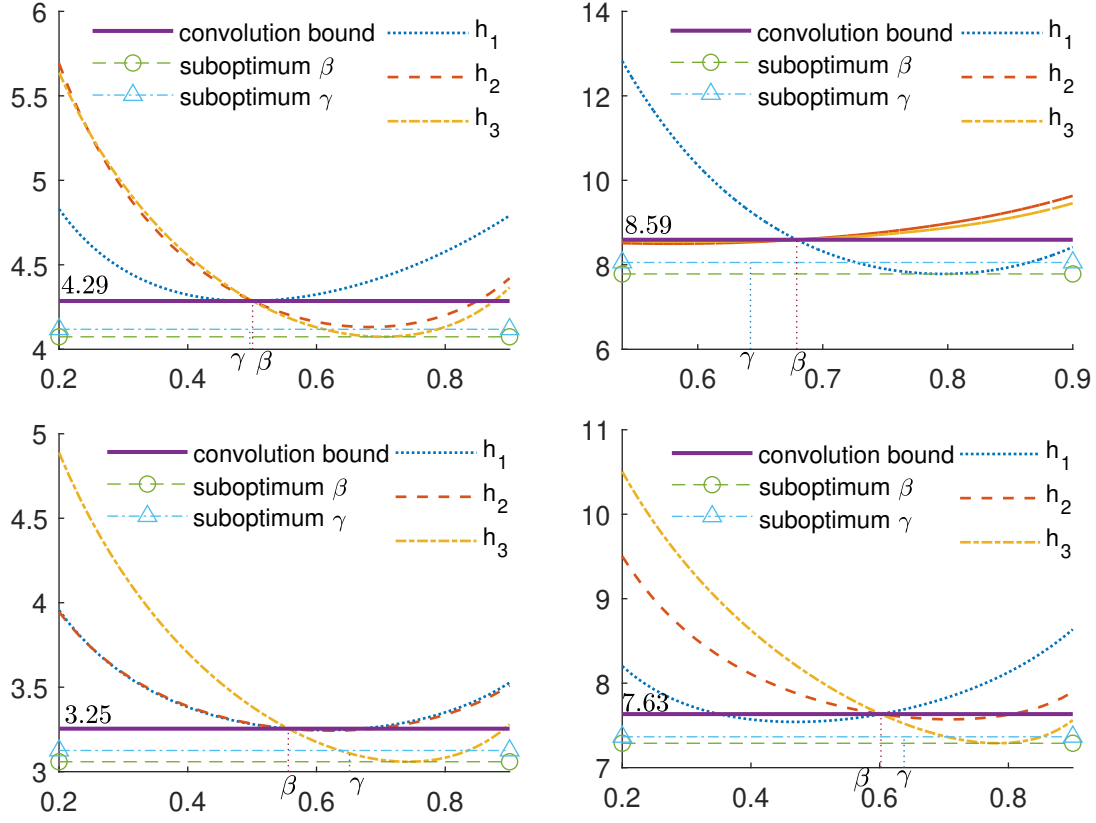 6
5.5
5
4.5
4
convolution bound
suboptimum β
suboptimum γ
h1
h2
h3
4.29
γ β
0.2 0.4 0.6 0.8
14
12
10
8
6
convolution bound
suboptimum β
suboptimum γ
h1
h2
h3
8.59
γ β
0.6 0.7 0.8 0.9
5
4.5
4
3.5
3
convolution bound
suboptimum β
suboptimum γ
h1
h2
h3
3.25
β γ
0.2 0.4 0.6 0.8
11
10
9
8
7
convolution bound
suboptimum β
suboptimum γ
h1
h2
h3
7.63
β γ
0.2 0.4 0.6 0.8